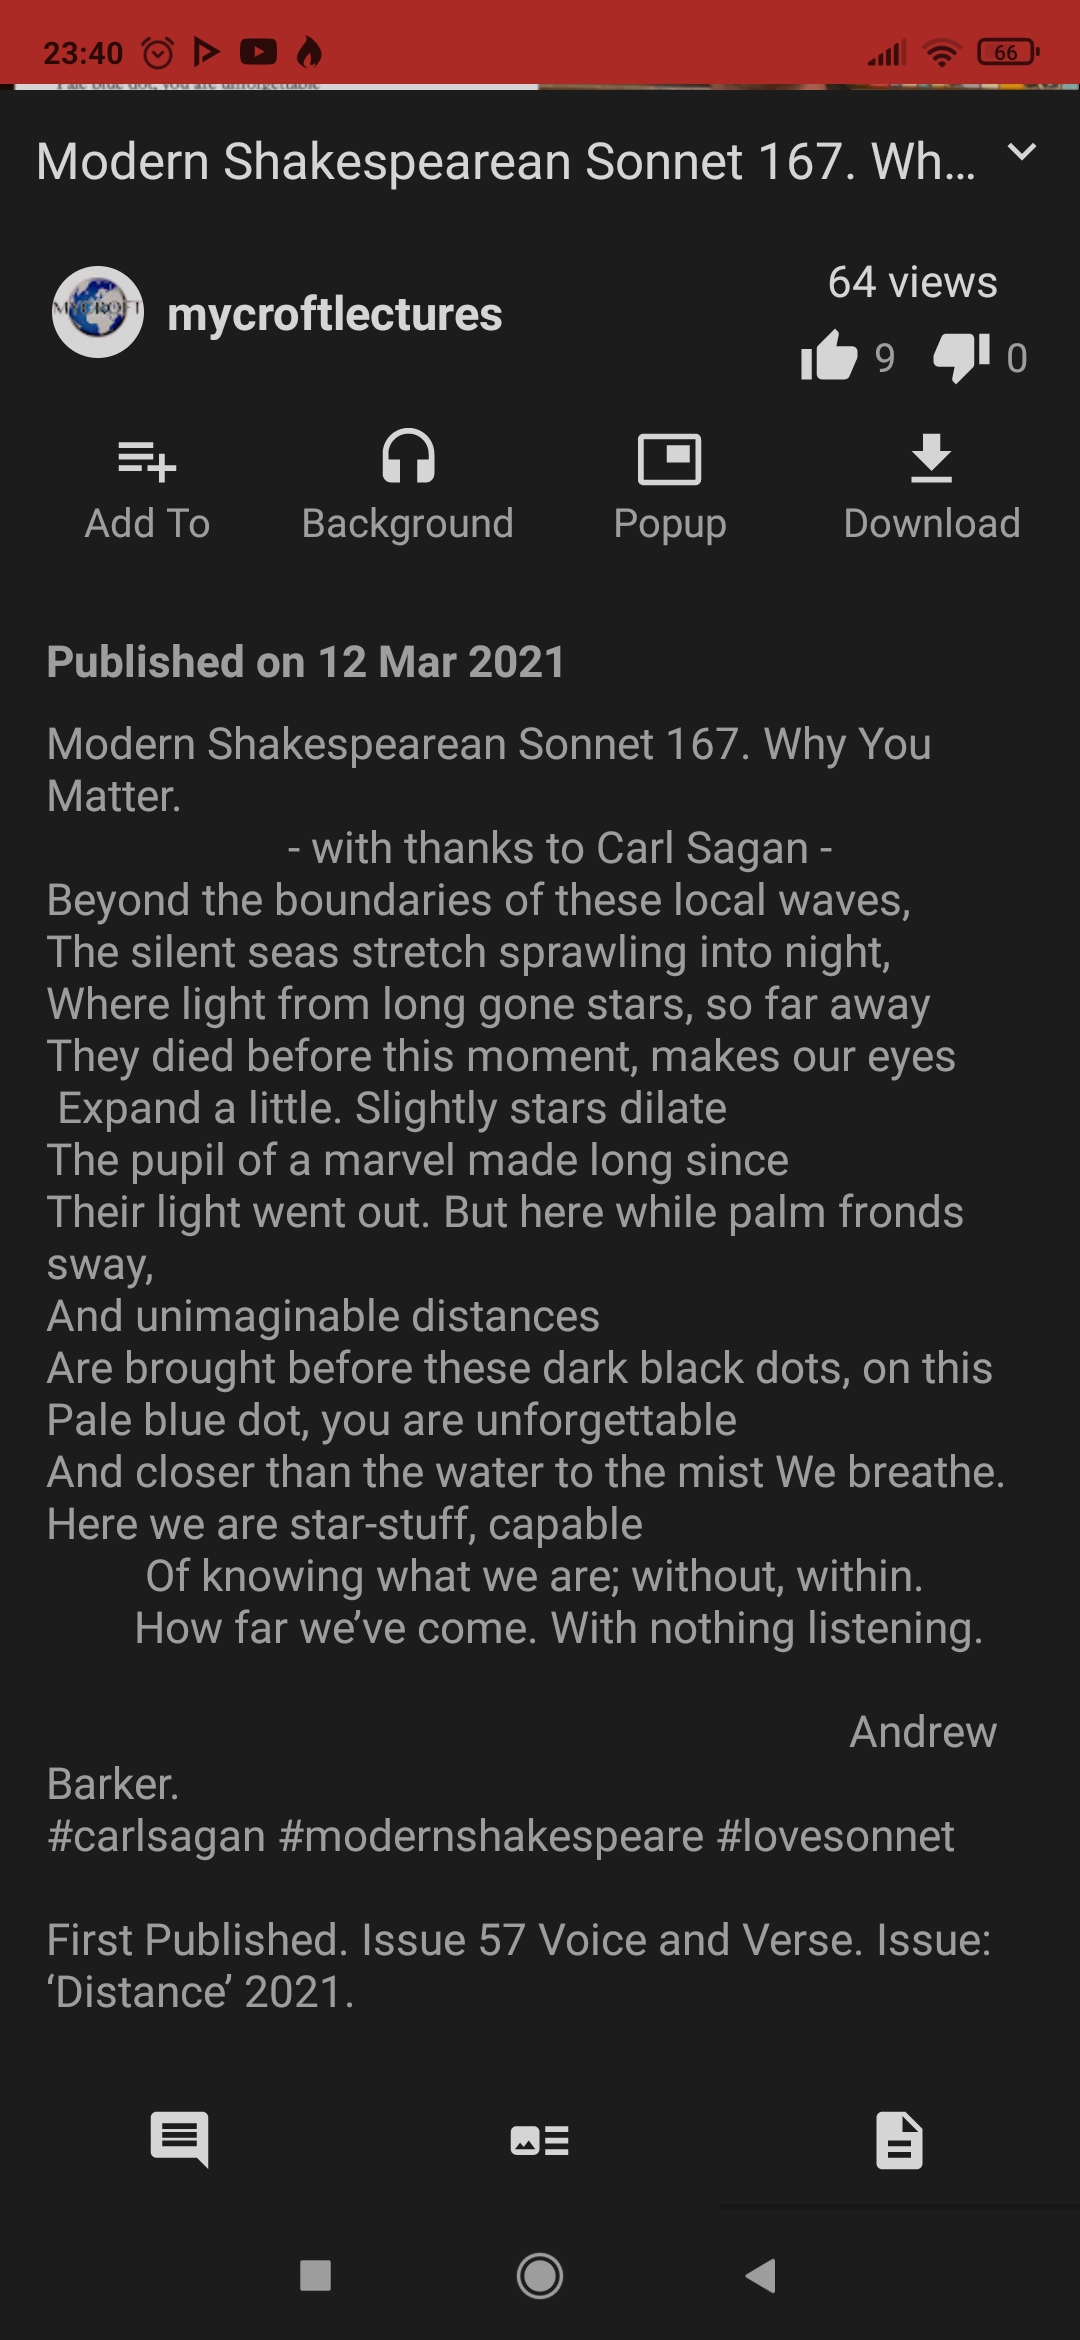 23:40
66
Pale blue dot, you are unforgettable
Modern Shakespearean Sonnet 167. Wh...
MYCROFT
mycroftlectures
64 views
9 0
Add To Background Popup Download
Published on 12 Mar 2021
Modern Shakespearean Sonnet 167. Why You
Matter.
- with thanks to Carl Sagan -
Beyond the boundaries of these local waves,
The silent seas stretch sprawling into night,
Where light from long gone stars, so far away
They died before this moment, makes our eyes
Expand a little. Slightly stars dilate
The pupil of a marvel made long since
Their light went out. But here while palm fronds
sway,
And unimaginable distances
Are brought before these dark black dots, on this
Pale blue dot, you are unforgettable
And closer than the water to the mist We breathe.
Here we are star-stuff, capable
Of knowing what we are; without, within.
How far we’ve come. With nothing listening.
Andrew
Barker.
#carlsagan #modernshakespeare #lovesonnet
First Published. Issue 57 Voice and Verse. Issue:
‘Distance’ 2021.